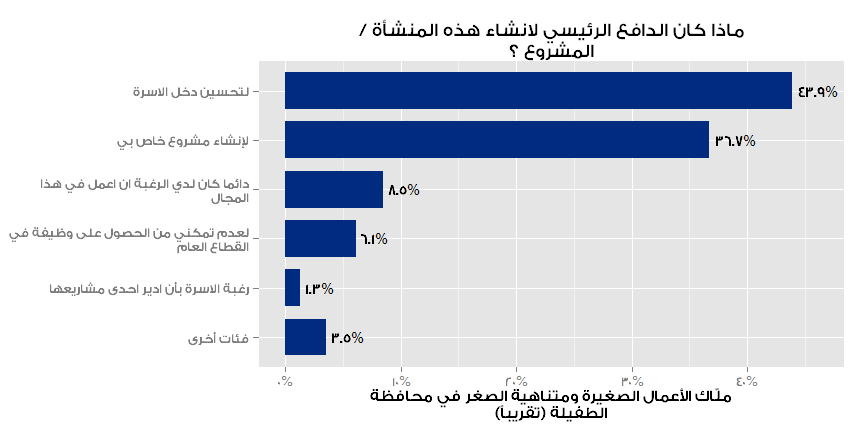 ماذا كان الدافع الرئيسي لانشاء هذه المنشأة /
المشروع ؟
لتحسين دخل الاسرة
٤٣.٩%
لإنشاء مشروع خاص بي
٣٦.٧%
دائما كان لدي الرغبة ان اعمل في هذا
المجال
٨.٥%
لعدم تمكني من الحصول على وظيفة في
القطاع العام
٦.١%
رغبة الاسرة بأن ادير احدى مشاريعها
١.٣%
فئات أخرى
٣.٥%
٠% ١٠% ٢٠% ٣٠% ٤٠%
ملّاك الأعمال الصغيرة ومتناهية الصغر في محافظة
الطفيلة (تقريباً)